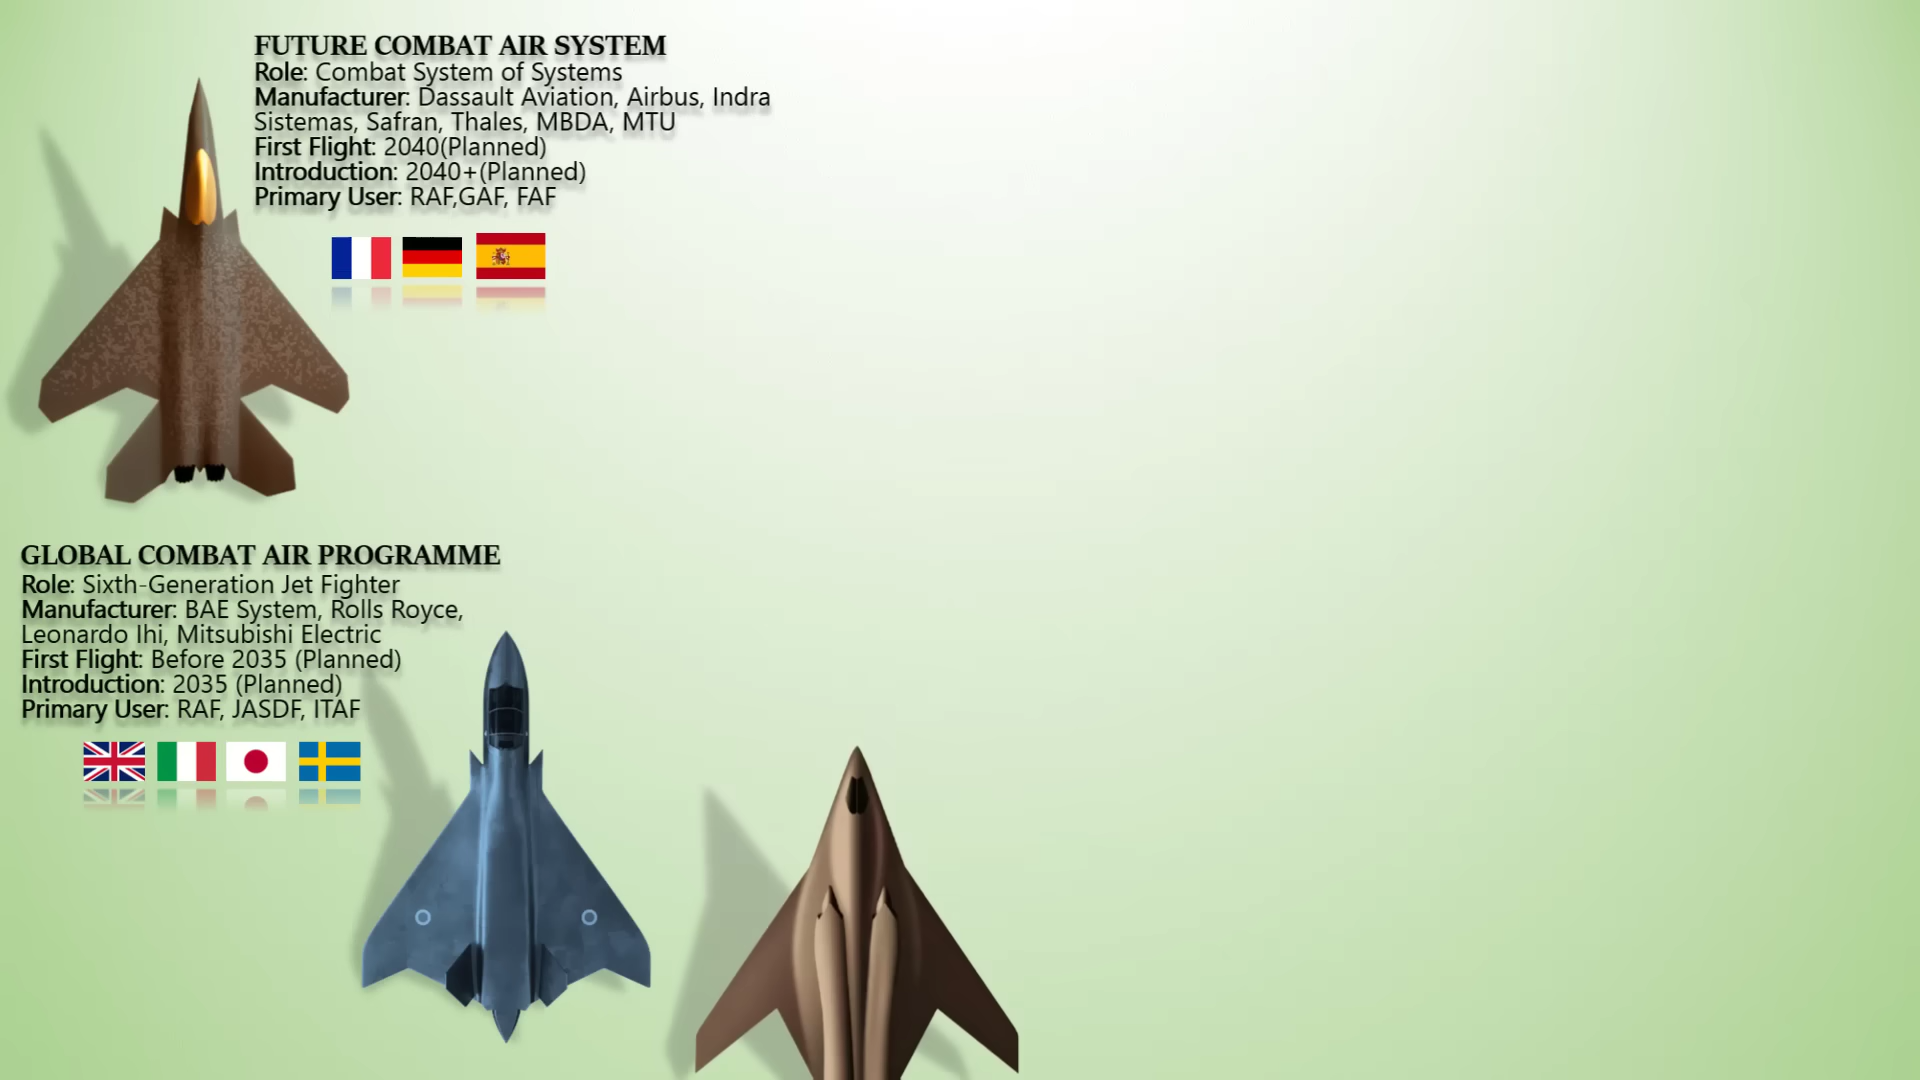 FUTURE COMBAT AIR SYSTEM
Role: Combat System of Systems
Manufacturer: Dassault Aviation, Airbus, Indra
Sistemas, Safran, Thales, MBDA, MTU
First Flight: 2040(Planned)
Introduction: 2040+(Planned)
Primary User: RAF,GAF, FAF
GLOBAL COMBAT AIR PROGRAMME
Role: Sixth-Generation Jet Fighter
Manufacturer: BAE System, Rolls Royce,
Leonardo Ihi, Mitsubishi Electric
First Flight: Before 2035 (Planned)
Introduction: 2035 (Planned)
Primary User: RAF, JASDF, ITAF